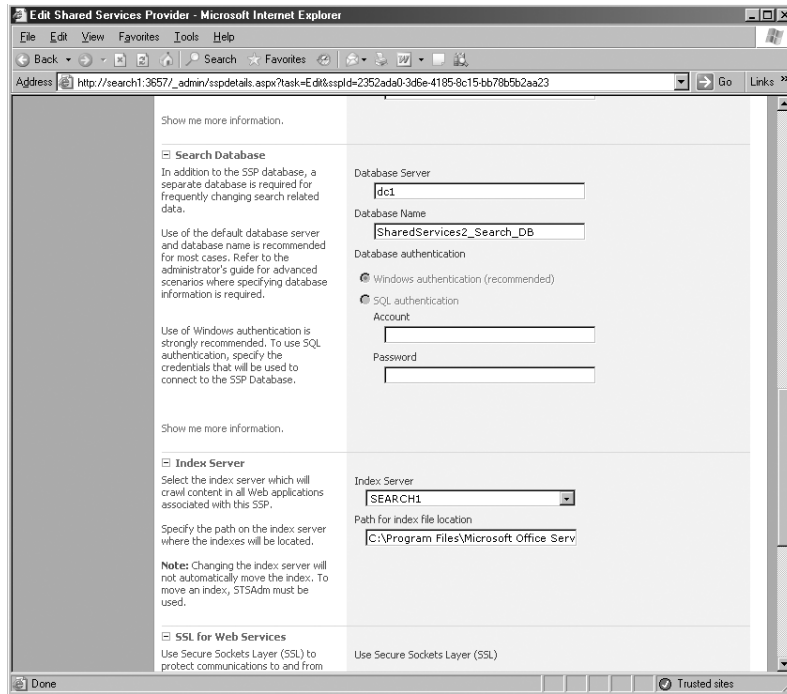 Edit Shared Services Provider - Microsoft Internet Explorer
File Edit View Favorites Tools Help
Back Search Favorites
Address http://search1:3657/_admin/sspdetails.aspx?task=Edit&sspId=2352ada0-3d6e-4185-8c15-bb78b5b2aa23 Go Links »
Show me more information.
Search Database
In addition to the SSP database, a
separate database is required for
frequently changing search related
data.
Use of the default database server
and database name is recommended
for most cases. Refer to the
administrator's guide for advanced
scenarios where specifying database
information is required.
Use of Windows authentication is
strongly recommended. To use SQL
authentication, specify the
credentials that will be used to
connect to the SSP Database.
Show me more information.
Database Server
dc1
Database Name
SharedServices2_Search_DB
Database authentication
Windows authentication (recommended)
SQL authentication
Account
Password
Index Server
Select the index server which will
crawl content in all Web applications
associated with this SSP.
Specify the path on the index server
where the indexes will be located.
Note: Changing the index server will
not automatically move the index. To
move an index, STSAdm must be
used.
Index Server
SEARCH1
Path for index file location
C:\Program Files\Microsoft Office Serv
SSL for Web Services
Use Secure Sockets Layer (SSL) to
protect communications to and from
Use Secure Sockets Layer (SSL)
Done Trusted sites